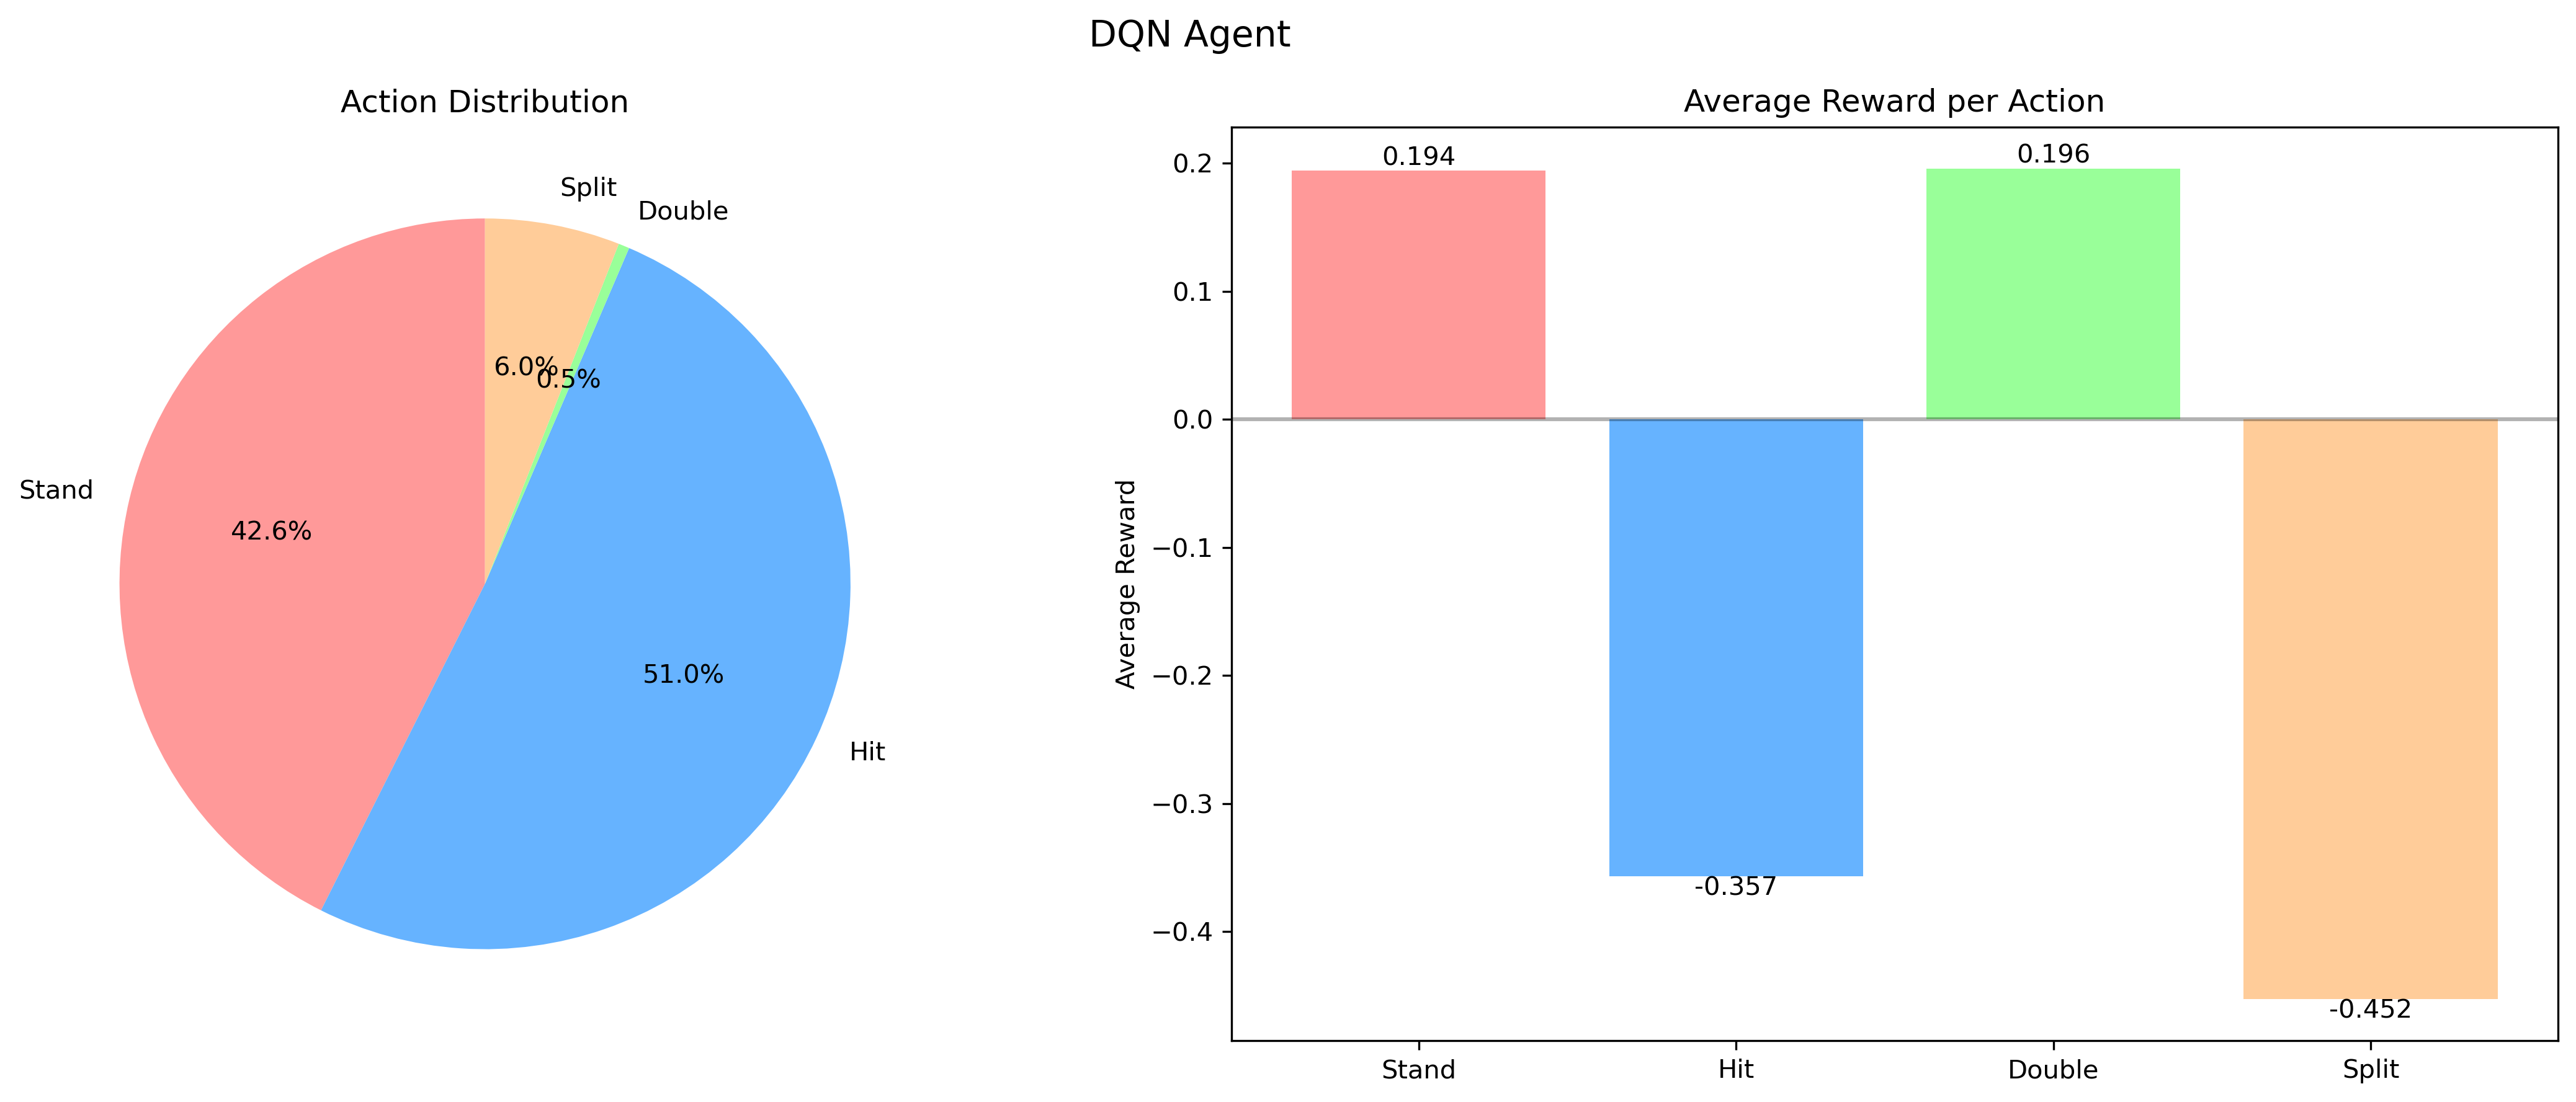 DQN Agent
Action Distribution
Split
Double
6.0%
0.5%
Stand
42.6%
51.0%
Hit
Average Reward per Action
Average Reward
0.2
0.1
0.0
−0.1
−0.2
−0.3
−0.4
0.194
-0.357
0.196
-0.452
Stand
Hit
Double
Split